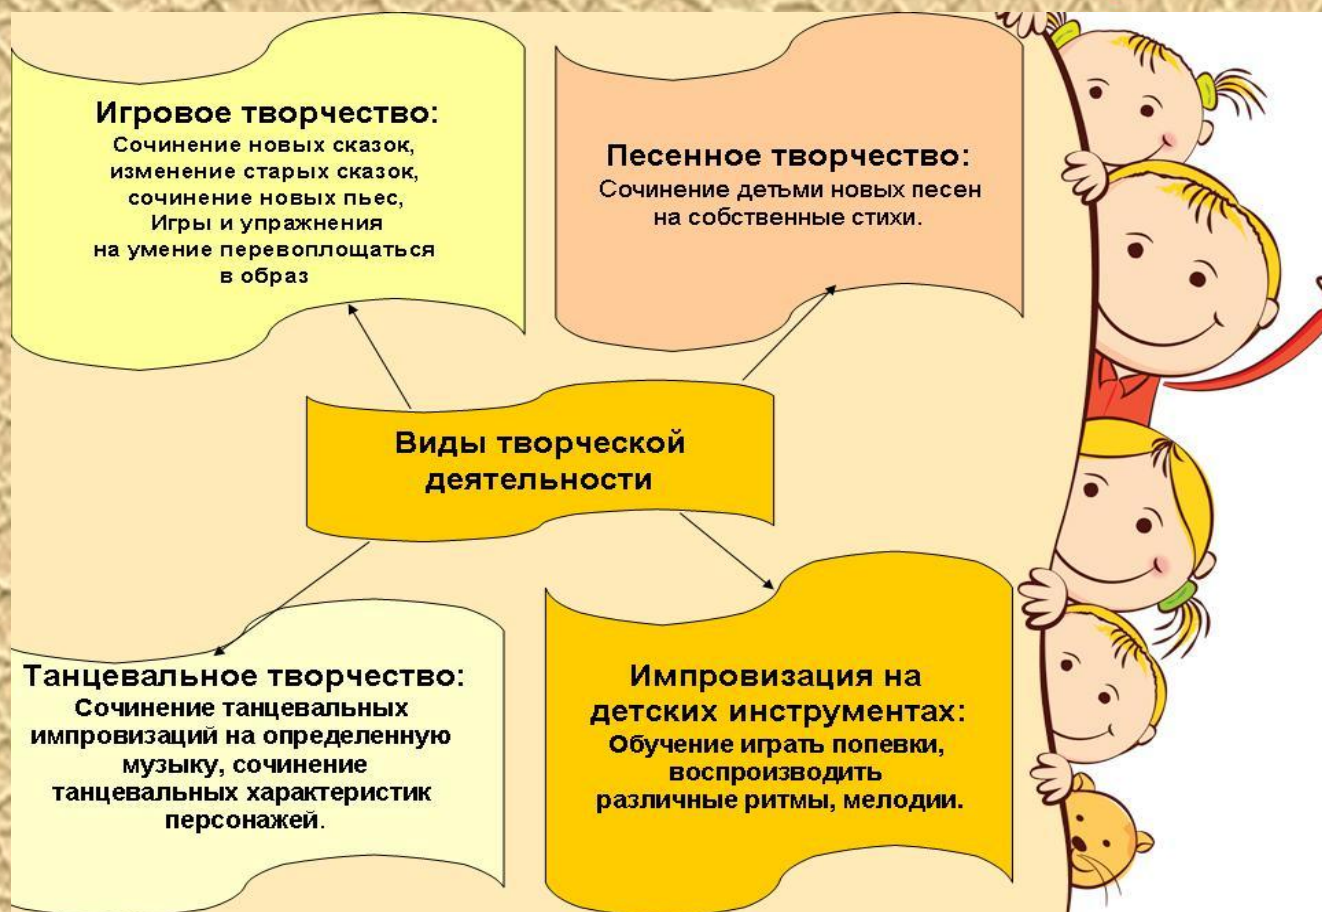 Игровое творчество:
Сочинение новых сказок,
изменение старых сказок,
сочинение новых пьес,
Игры и упражнения
на умение перевоплощаться
в образ
Песенное творчество:
Сочинение детьми новых песен
на собственные стихи.
Виды творческой
деятельности
Танцевальное творчество:
Сочинение танцевальных
импровизаций на определенную
музыку, сочинение
танцевальных характеристик
персонажей.
Импровизация на
детских инструментах:
Обучение играть попевки,
воспроизводить
различные ритмы, мелодии.